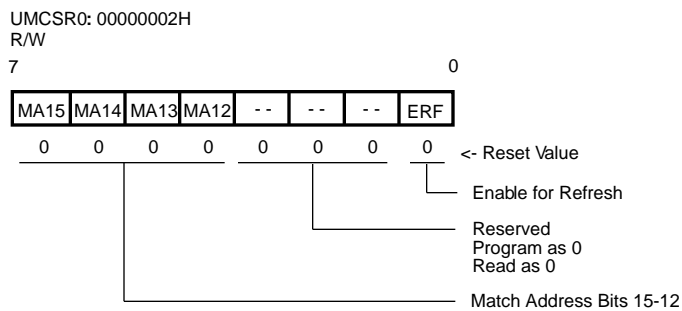 UMCSR0: 00000002H
R/W
7 0
MA15 MA14 MA13 MA12 - - - - - - ERF
0 0 0 0 0 0 0 0 <- Reset Value
Enable for Refresh
Reserved
Program as 0
Read as 0
Match Address Bits 15-12